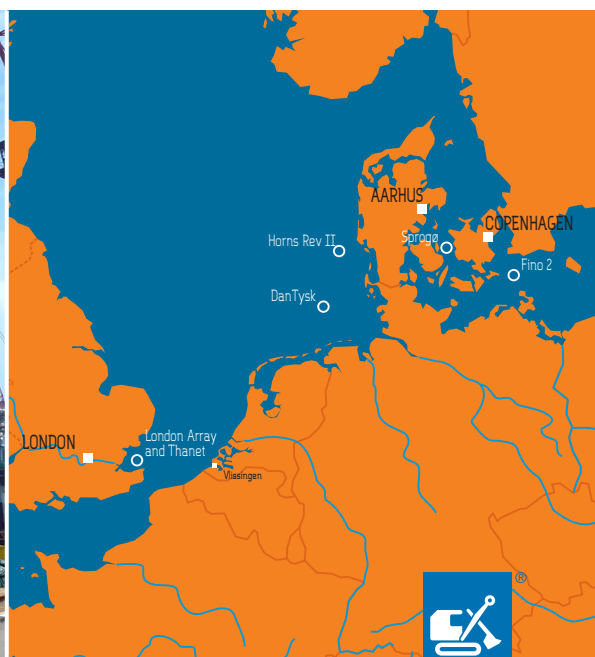 AARHUS
COPENHAGEN
Horns Rev II
Sprogø
Fino 2
DanTysk
LONDON
London Array
and Thanet
Vlissingen
®